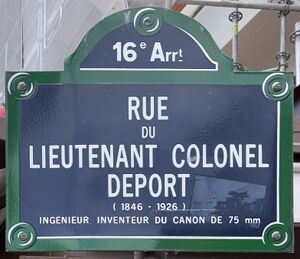 16e Arrt
RUE
DU
LIEUTENANT COLONEL
DEPORT
( 1846 - 1926 )
INGENIEUR, INVENTEUR DU CANON DE 75 mm